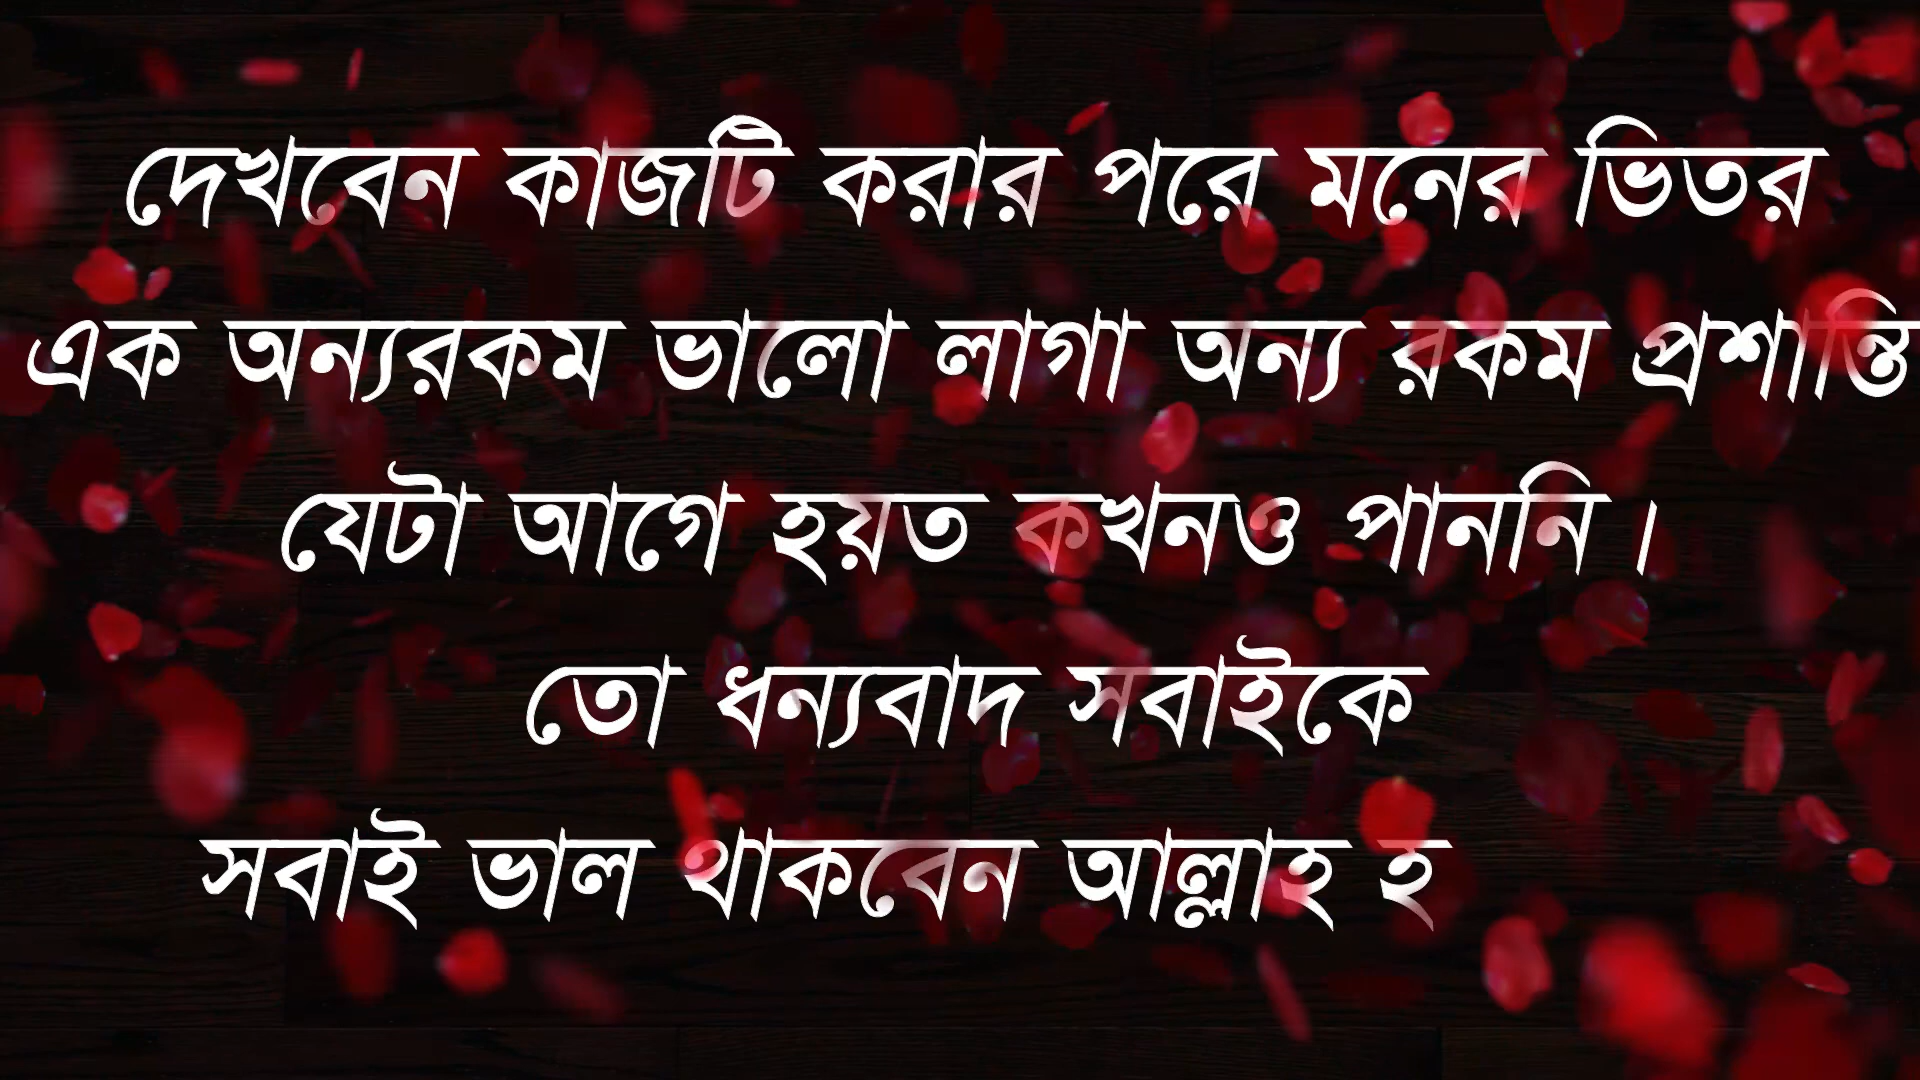 দেখবেন কাজটি করার পরে মনের ভিতর
এক অন্যরকম ভালো লাগা অন্য রকম প্রশান্তি
যেটা আগে হয়ত কখনও পাননি ।
তো ধন্যবাদ সবাইকে
সবাই ভাল থাকবেন আল্লাহ হ